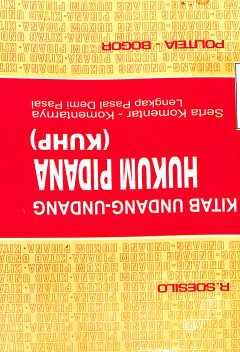 R. SOESILO
KITAB UNDANG-UNDANG
HUKUM PIDANA
(KUHP)
Serta Komentar - Komentarnya
Lengkap Pasal Demi Pasal
POLITEIA - BOGOR